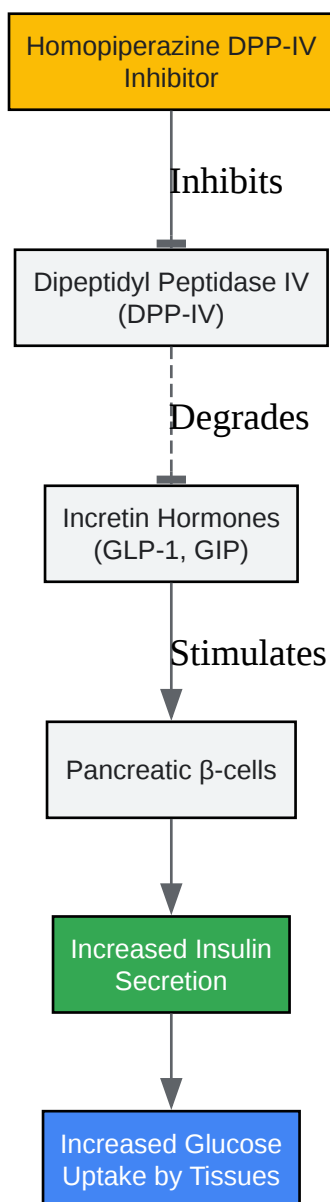 Homopiperazine DPP-IV
Inhibitor
Inhibits
Dipeptidyl Peptidase IV
(DPP-IV)
Degrades
Incretin Hormones
(GLP-1, GIP)
Stimulates
Pancreatic β-cells
Increased Insulin
Secretion
Increased Glucose
Uptake by Tissues